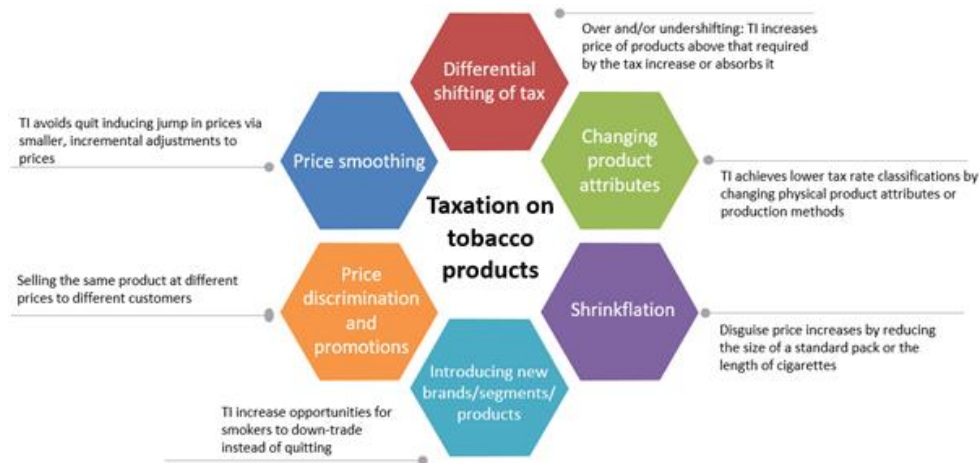 Over and/or undershifting: TI increases
price of products above that required
by the tax increase or absorbs it
Differential
shifting of tax
TI avoids quit inducing jump in prices via
smaller, incremental adjustments to
prices
Price smoothing
Changing
product
attributes
TI achieves lower tax rate classifications by
changing physical product attributes or
production methods
Taxation on
tobacco
products
Selling the same product at different
prices to different customers
Price
discrimination
and
promotions
Shrinkflation
Disguise price increases by reducing
the size of a standard pack or the
length of cigarettes
Introducing new
brands/segments/
products
TI increase opportunities for
smokers to down-trade
instead of quitting